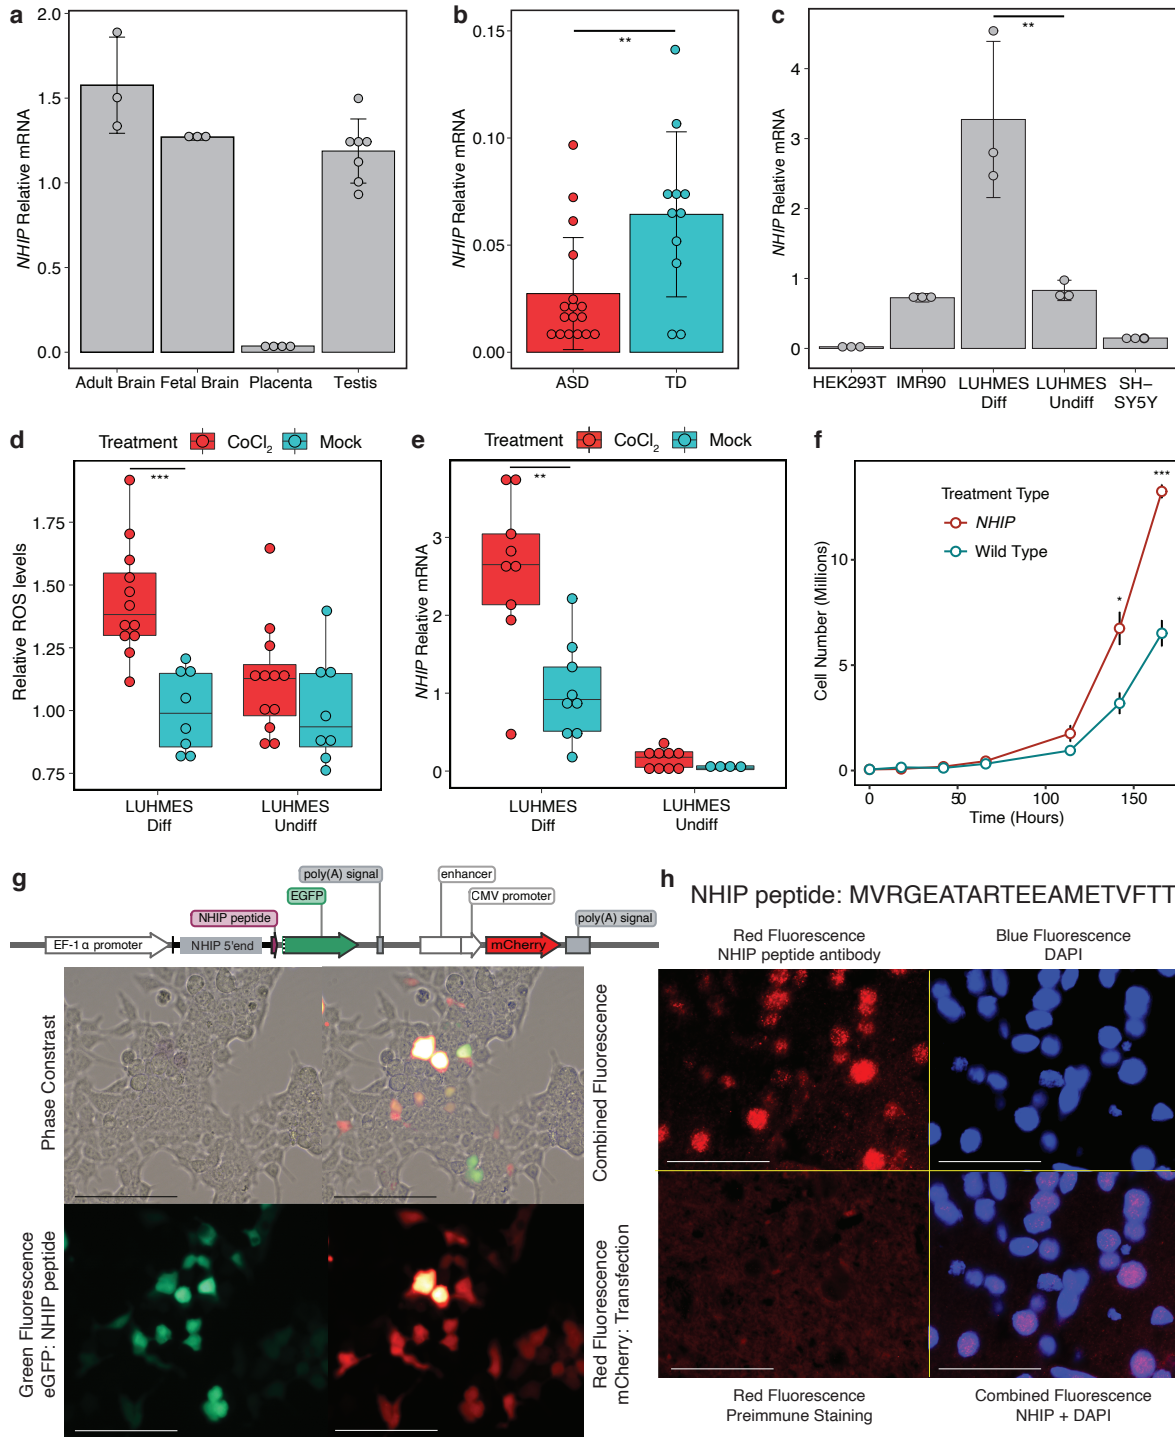 a
2.0
1.5
1.0
0.5
0.0
NHIP Relative mRNA
Adult Brain Fetal Brain Placenta Testis
b
0.15
0.10
0.05
0.00
NHIP Relative mRNA
**
ASD TD
c
4
3
2
1
0
NHIP Relative mRNA
**
HEK293T IMR90 LUHMES LUHMES SH–
Diff Undiff SY5Y
d
Treatment CoCl2 Mock
***
1.75
1.50
1.25
1.00
0.75
Relative ROS levels
LUHMES LUHMES
Diff Undiff
e
Treatment CoCl2 Mock
**
3
2
1
0
NHIP Relative mRNA
LUHMES LUHMES
Diff Undiff
f
***
Treatment Type
NHIP
Wild Type
*
10
5
0
Cell Number (Millions)
0 50 100 150
Time (Hours)
g
poly(A) signal
enhancer
EGFP
CMV promoter
NHIP peptide
poly(A) signal
EF-1 α promoter
NHIP 5'end
mCherry
Phase Constrast
Combined Fluorescence
Green Fluorescence
eGFP: NHIP peptide
Red Fluorescence
mCherry: Transfection
h
NHIP peptide: MVRGEATARTEEAMETVFTT
Red Fluorescence
NHIP peptide antibody
Blue Fluorescence
DAPI
Red Fluorescence
Preimmune Staining
Combined Fluorescence
NHIP + DAPI